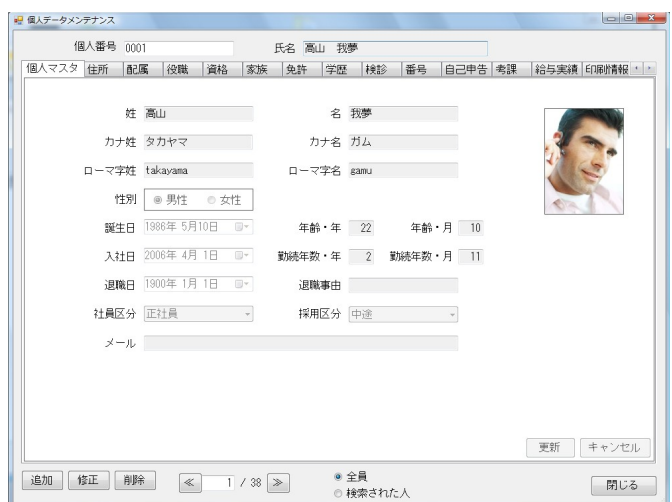 個人データメンテナンス
個人番号 0001 氏名 高山 我夢
個人マスタ 住所 配属 役職 資格 家族 免許 学歴 検診 番号 自己申告 考課 給与実績 印刷情報
姓 高山 名 我夢
カナ姓 タカヤマ カナ名 ガム
ローマ字姓 takayama ローマ字名 gamu
性別 男性 女性
誕生日 1986年 5月10日 年齢・年 22 年齢・月 10
入社日 2006年 4月 1日 勤続年数・年 2 勤続年数・月 11
退職日 1900年 1月 1日 退職事由
社員区分 正社員 採用区分 中途
メール
更新 キャンセル
追加 修正 削除 ≪ 1 / 38 ≫ 全員
検索された人
閉じる